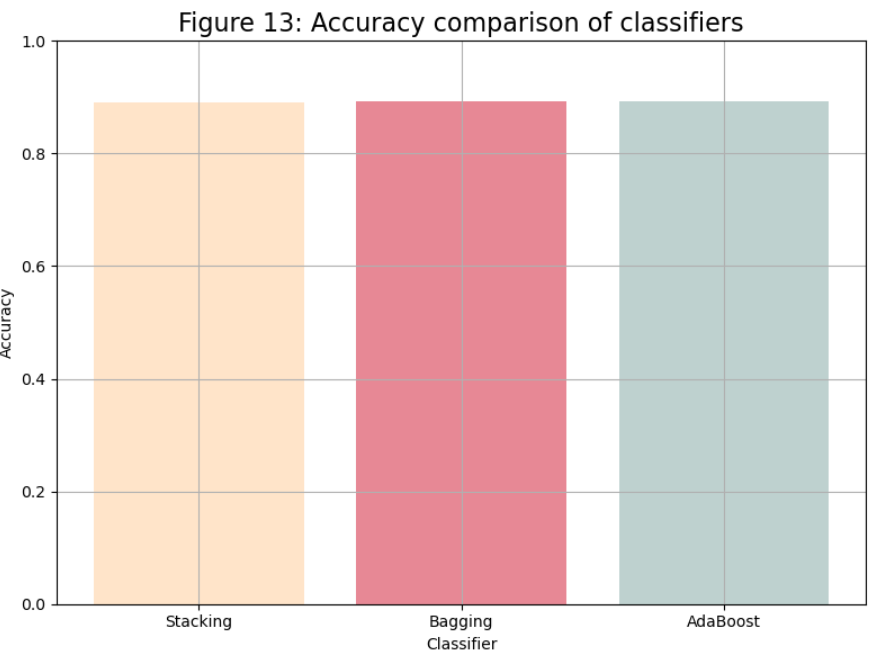 Figure 13: Accuracy comparison of classifiers
1.0
0.8
0.6
0.4
0.2
0.0
Accuracy
Stacking
Bagging
AdaBoost
Classifier